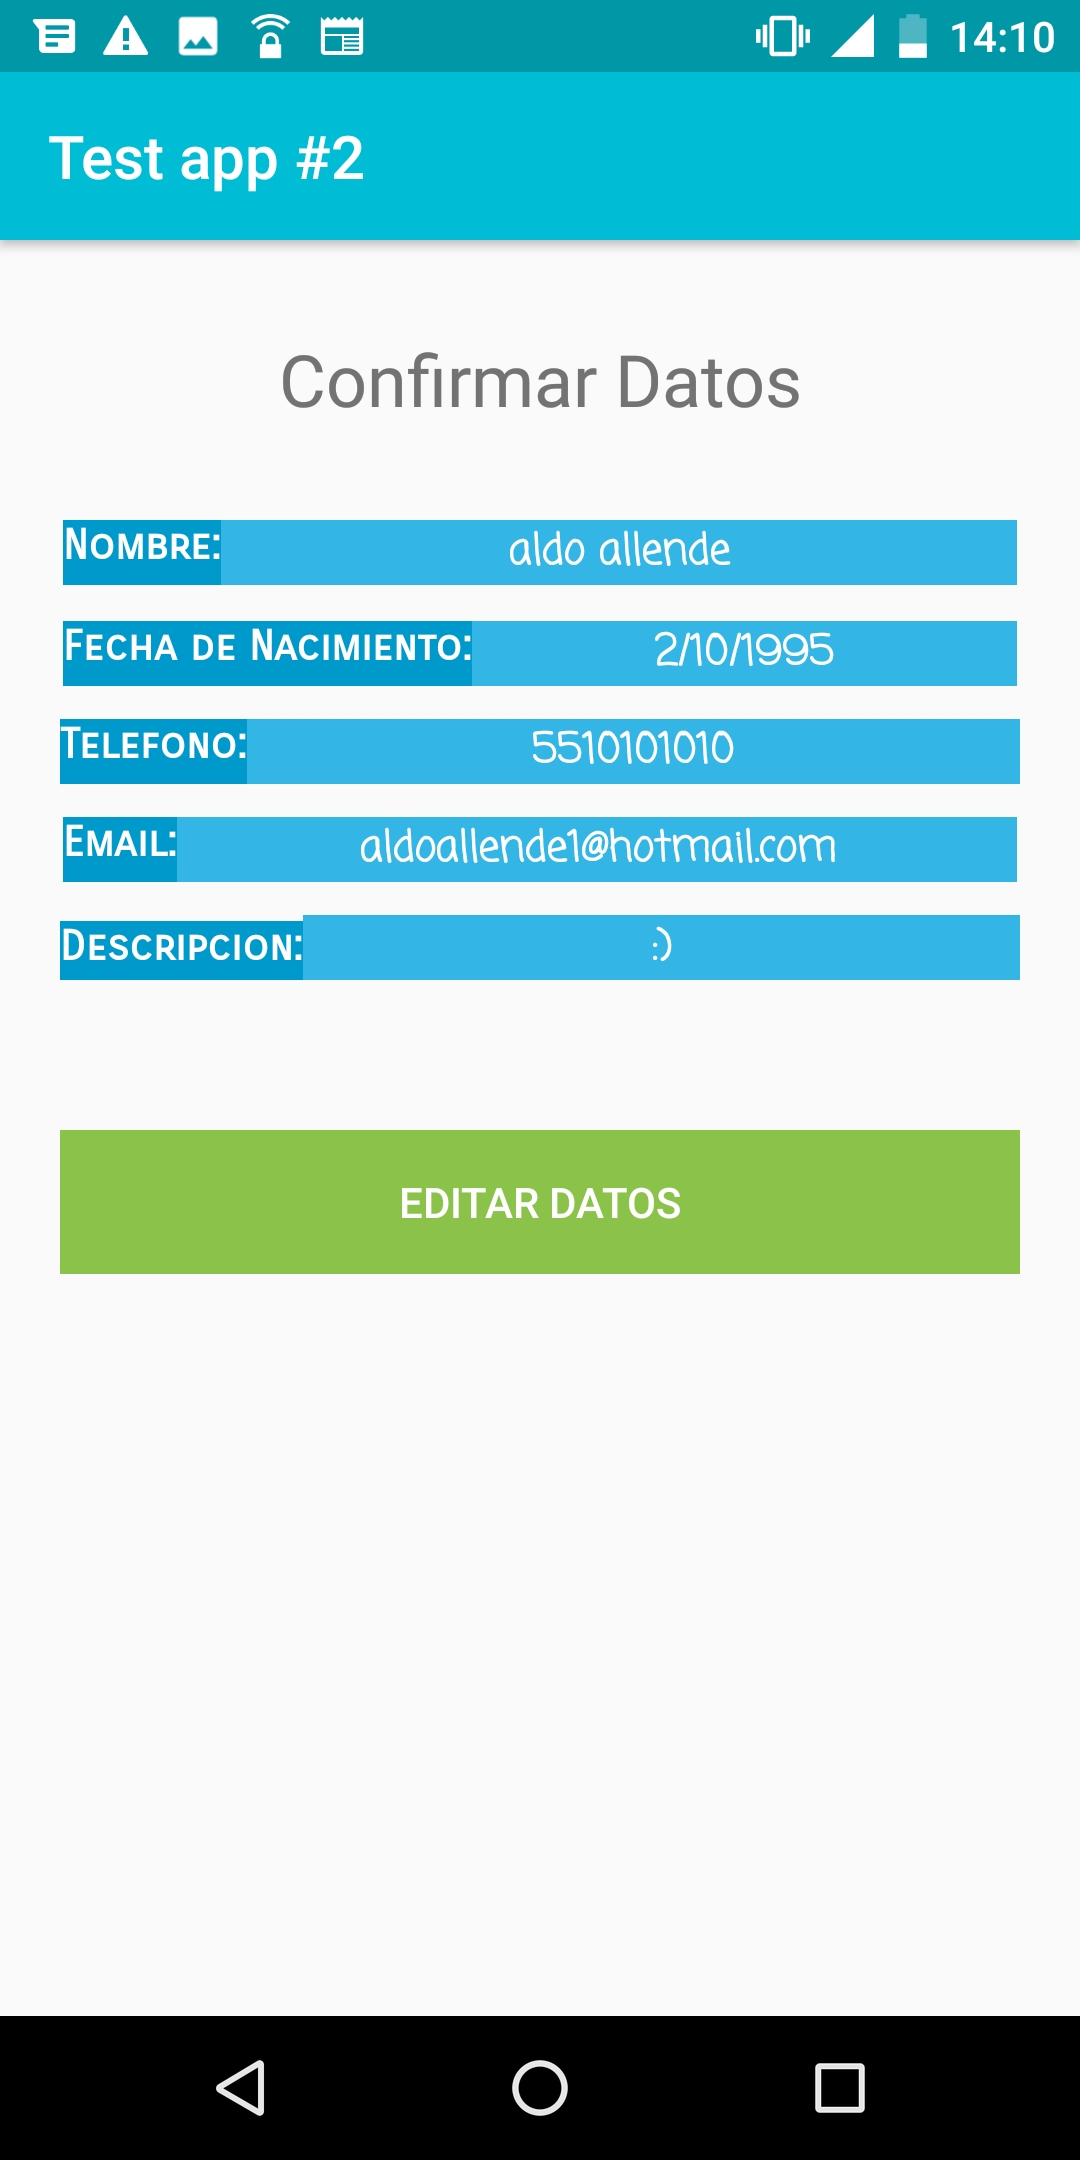 14:10
Test app #2
Confirmar Datos
Nombre: aldo allende
Fecha de Nacimiento: 2/10/1995
Telefono: 5510101010
Email: aldoallende1@hotmail.com
Descripcion: :)
EDITAR DATOS